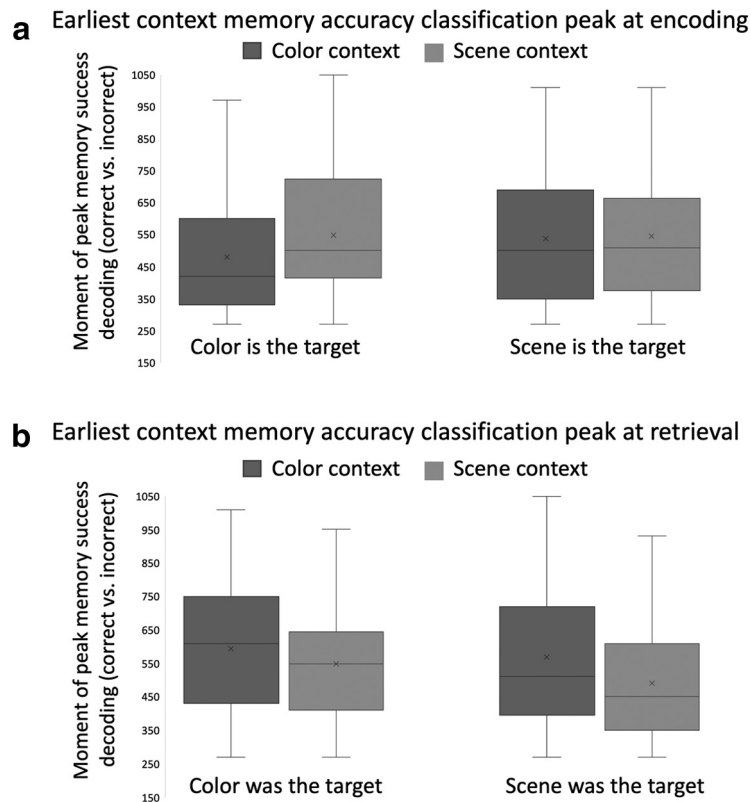 a Earliest context memory accuracy classification peak at encoding
Color context Scene context
Moment of peak memory success
decoding (correct vs. incorrect)
1050
950
850
750
650
550
450
350
250
150
Color is the target Scene is the target
b Earliest context memory accuracy classification peak at retrieval
Color context Scene context
Moment of peak memory success
decoding (correct vs. incorrect)
1050
950
850
750
650
550
450
350
250
150
Color was the target Scene was the target